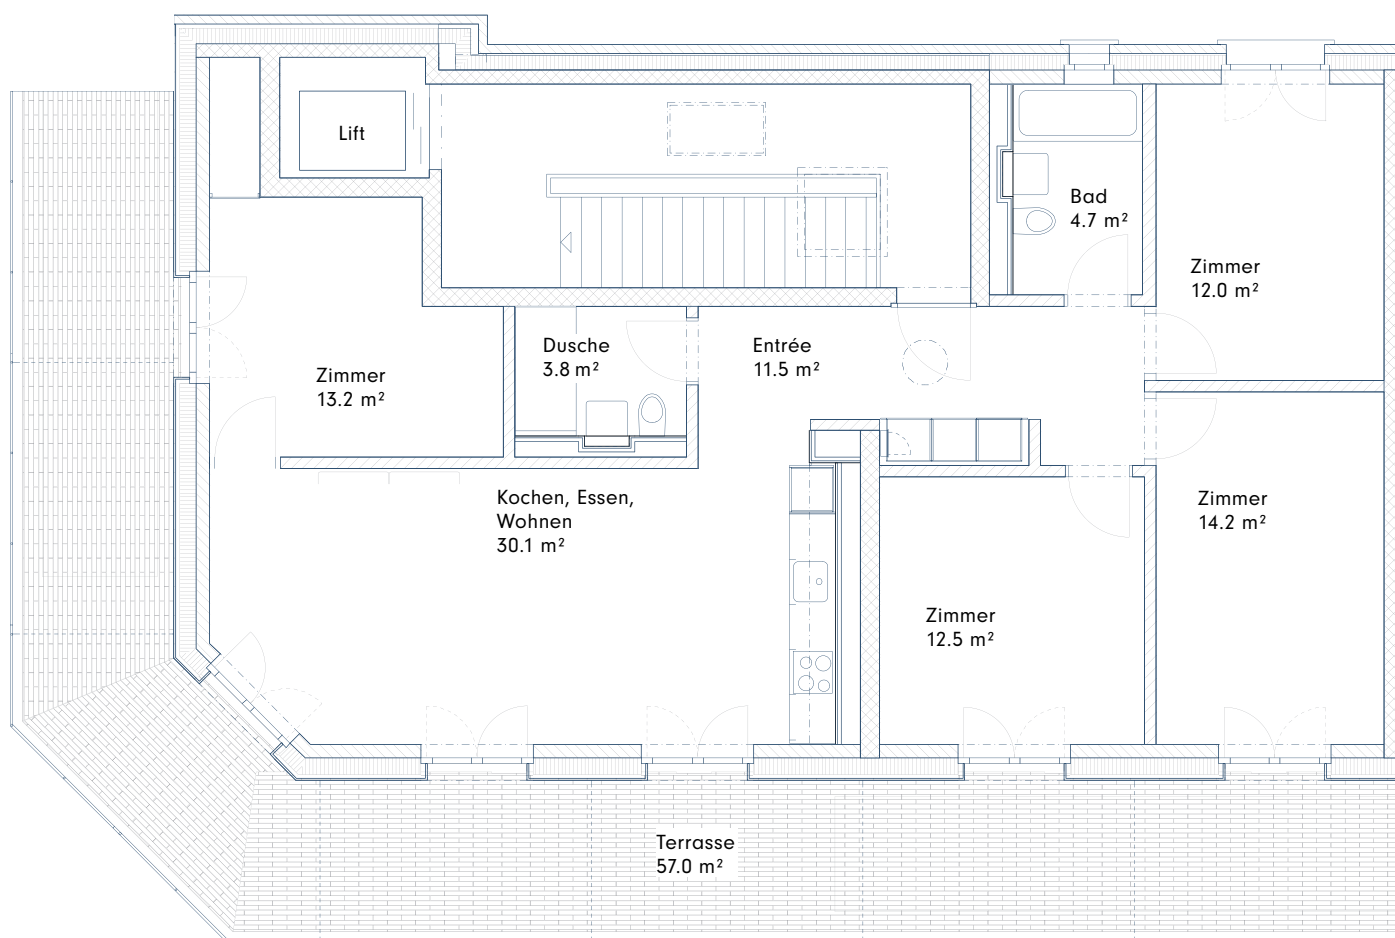 Lift
Bad
4.7 m²
Zimmer
12.0 m²
Dusche
3.8 m²
Entrée
11.5 m²
Zimmer
13.2 m²
Kochen, Essen,
Wohnen
30.1 m²
Zimmer
14.2 m²
Zimmer
12.5 m²
Terrasse
57.0 m²